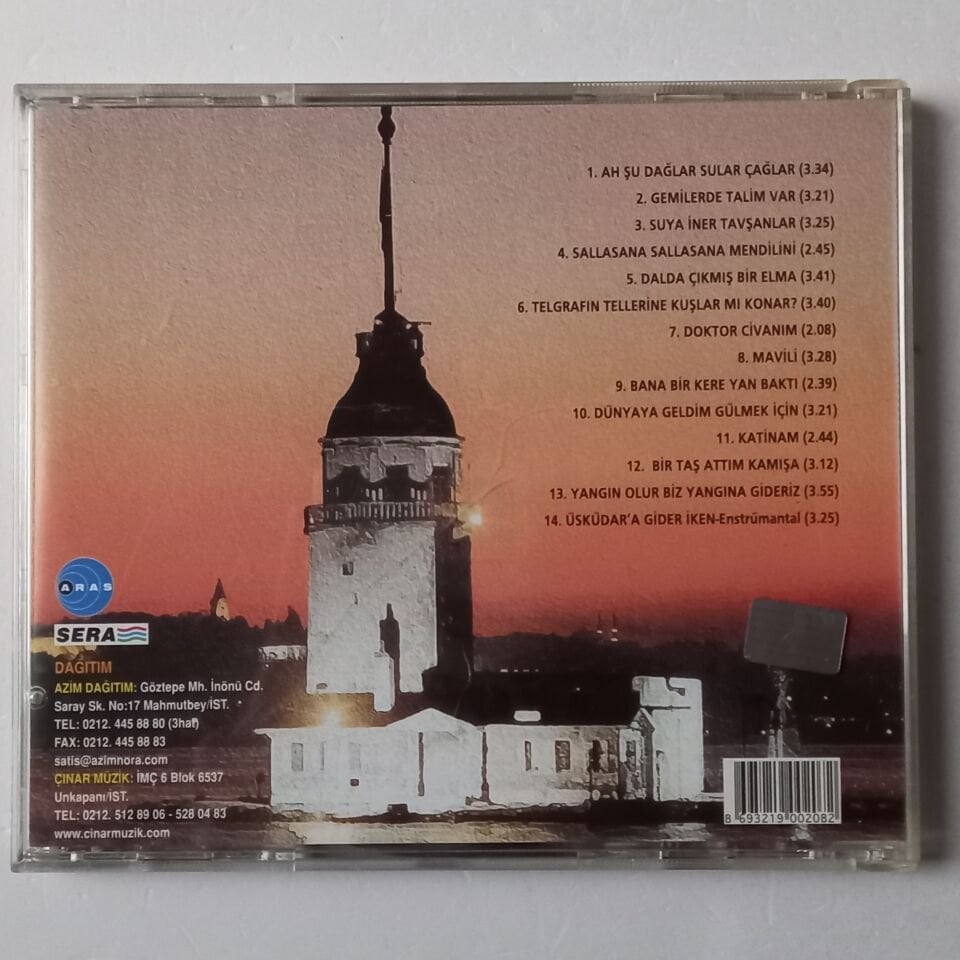 1. AH ŞU DAĞLAR SULAR ÇAĞLAR (3.34)
2. GEMİLERDE TALİM VAR (3.21)
3. SUYA İNER TAVŞANLAR (3.25)
4. SALLASANA SALLASANA MENDİLİNİ (2.45)
5. DALDA ÇIKMIŞ BİR ELMA (3.41)
6. TELGRAFIN TELLERİNE KUŞLAR MI KONAR? (3.40)
7. DOKTOR CİVANIM (2.08)
8. MAVİLİ (3.28)
9. BANA BİR KERE YAN BAKTI (2.39)
10. DÜNYAYA GELDİM GÜLMEK İÇİN (3.21)
11. KATİNAM (2.44)
12. BİR TAŞ ATTIM KAMIŞA (3.12)
13. YANGIN OLUR BİZ YANGINA GİDERİZ (3.55)
14. ÜSKÜDAR'A GİDER İKEN-Enstrümantal (3.25)
ARAS
SERA
DAĞITIM
AZİM DAĞITIM: Göztepe Mh. İnönü Cd.
Saray Sk. No:17 Mahmutbey/İST.
TEL: 0212. 445 88 80 (3hat)
FAX: 0212. 445 88 83
satis@azimnora.com
ÇINAR MÜZİK: İMÇ 6 Blok 6537
Unkapanı/İST.
TEL: 0212. 512 89 06 - 528 04 83
www.cinarmuzik.com
8 693219 002082